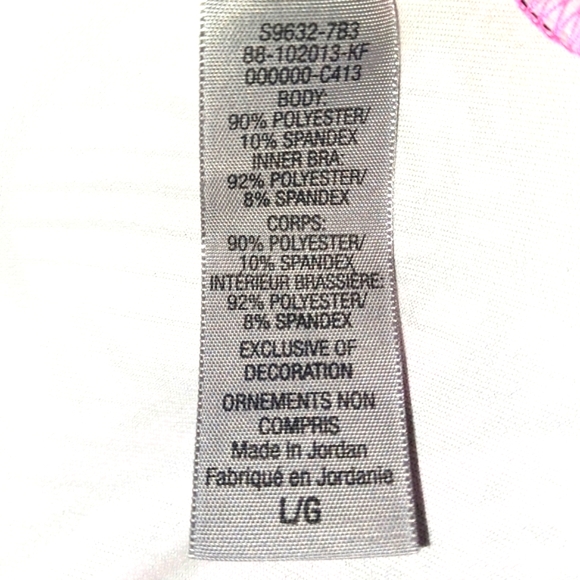 S9632-7B3
88-102013-KF
000000-C413
BODY:
90% POLYESTER/
10% SPANDEX
INNER BRA:
92% POLYESTER/
8% SPANDEX
CORPS:
90% POLYESTER/
10% SPANDEX
INTÉRIEUR BRASSIÈRE:
92% POLYESTER/
8% SPANDEX
EXCLUSIVE OF
DECORATION
ORNEMENTS NON
COMPRIS
Made in Jordan
Fabriqué en Jordanie
L/G